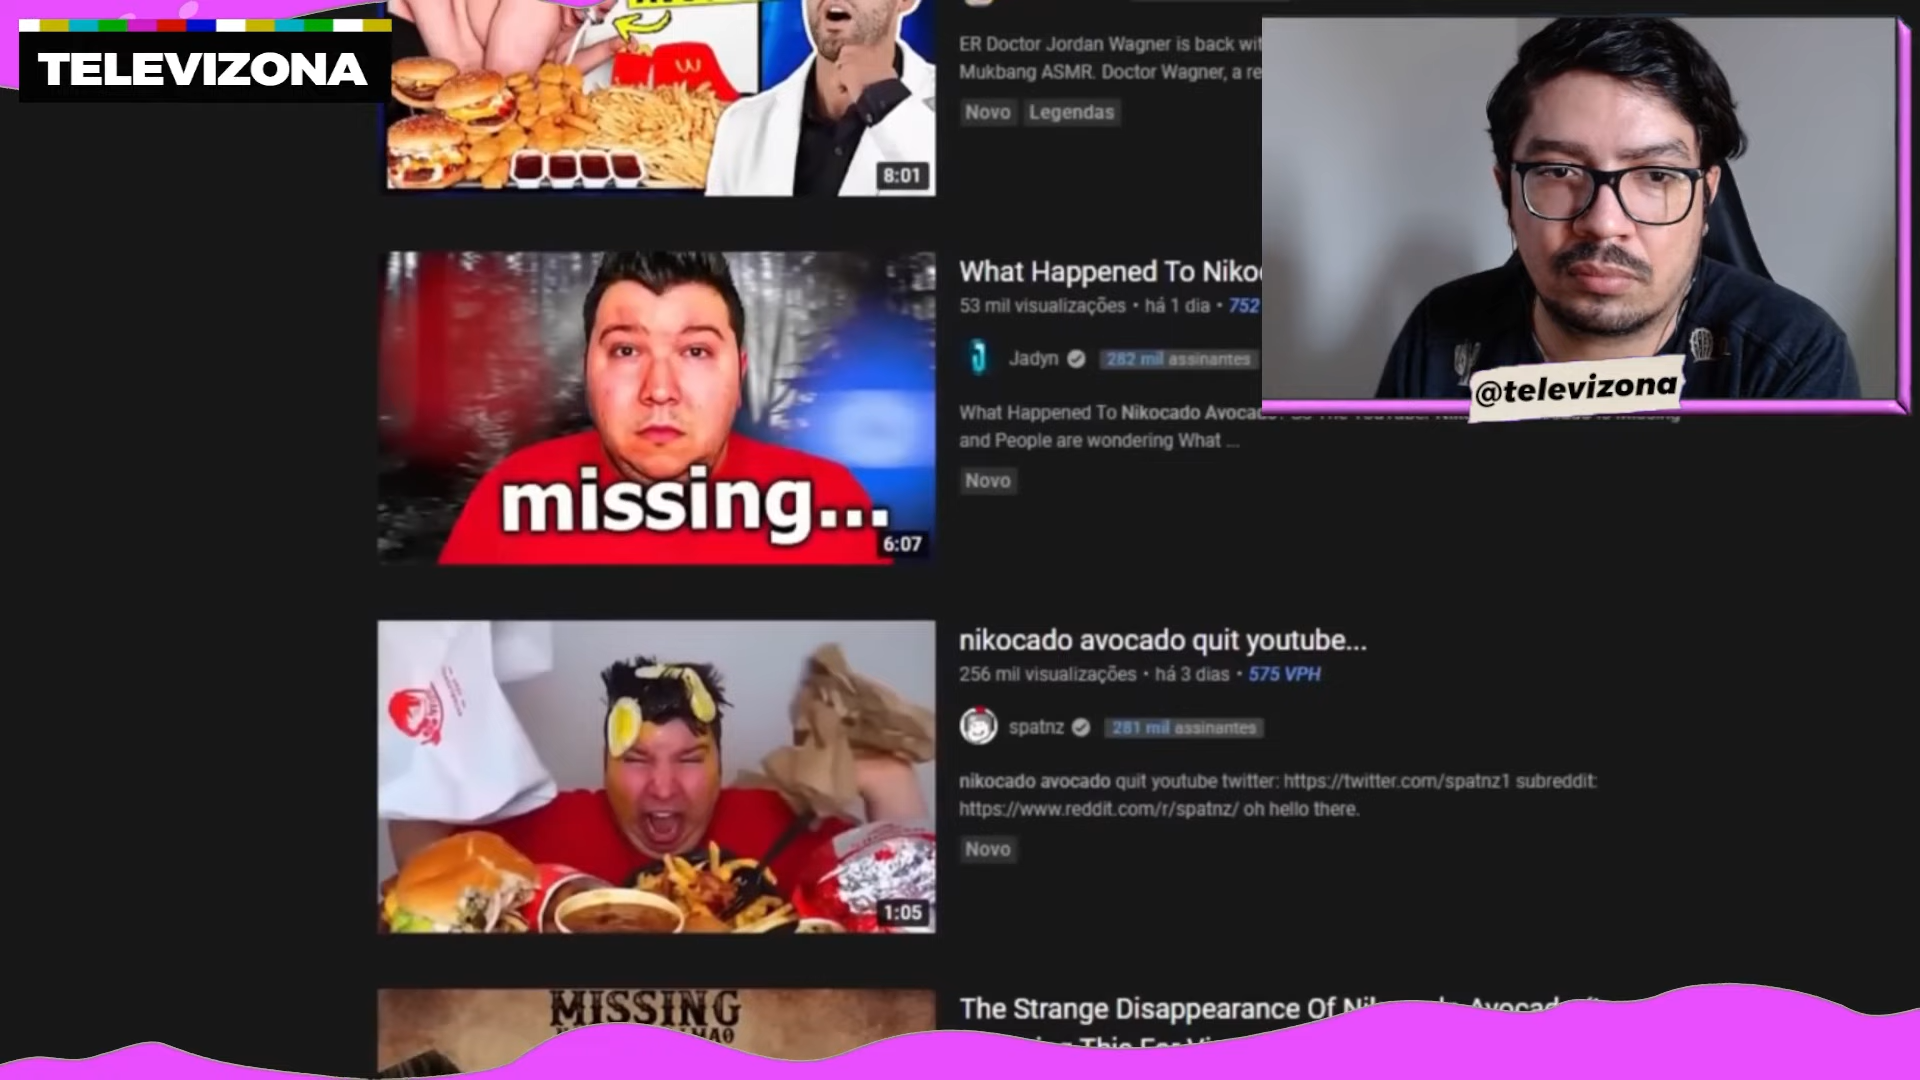 TELEVIZONA
8:01
ER Doctor Jordan Wagner is back wit
Mukbang ASMR. Doctor Wagner, a re
Novo Legendas
@televizona
missing...
6:07
What Happened To Niko
53 mil visualizações • há 1 dia • 752
Jadyn 282 mil assinantes
What Happened To Nikocado Avocado?
and People are wondering What ...
Novo
1:05
nikocado avocado quit youtube...
256 mil visualizações • há 3 dias • 575 VPH
spatnz 281 mil assinantes
nikocado avocado quit youtube twitter: https://twitter.com/spatnz1 subreddit:
https://www.reddit.com/r/spatnz/ oh hello there.
Novo
MISSING
The Strange Disappearance Of
This For